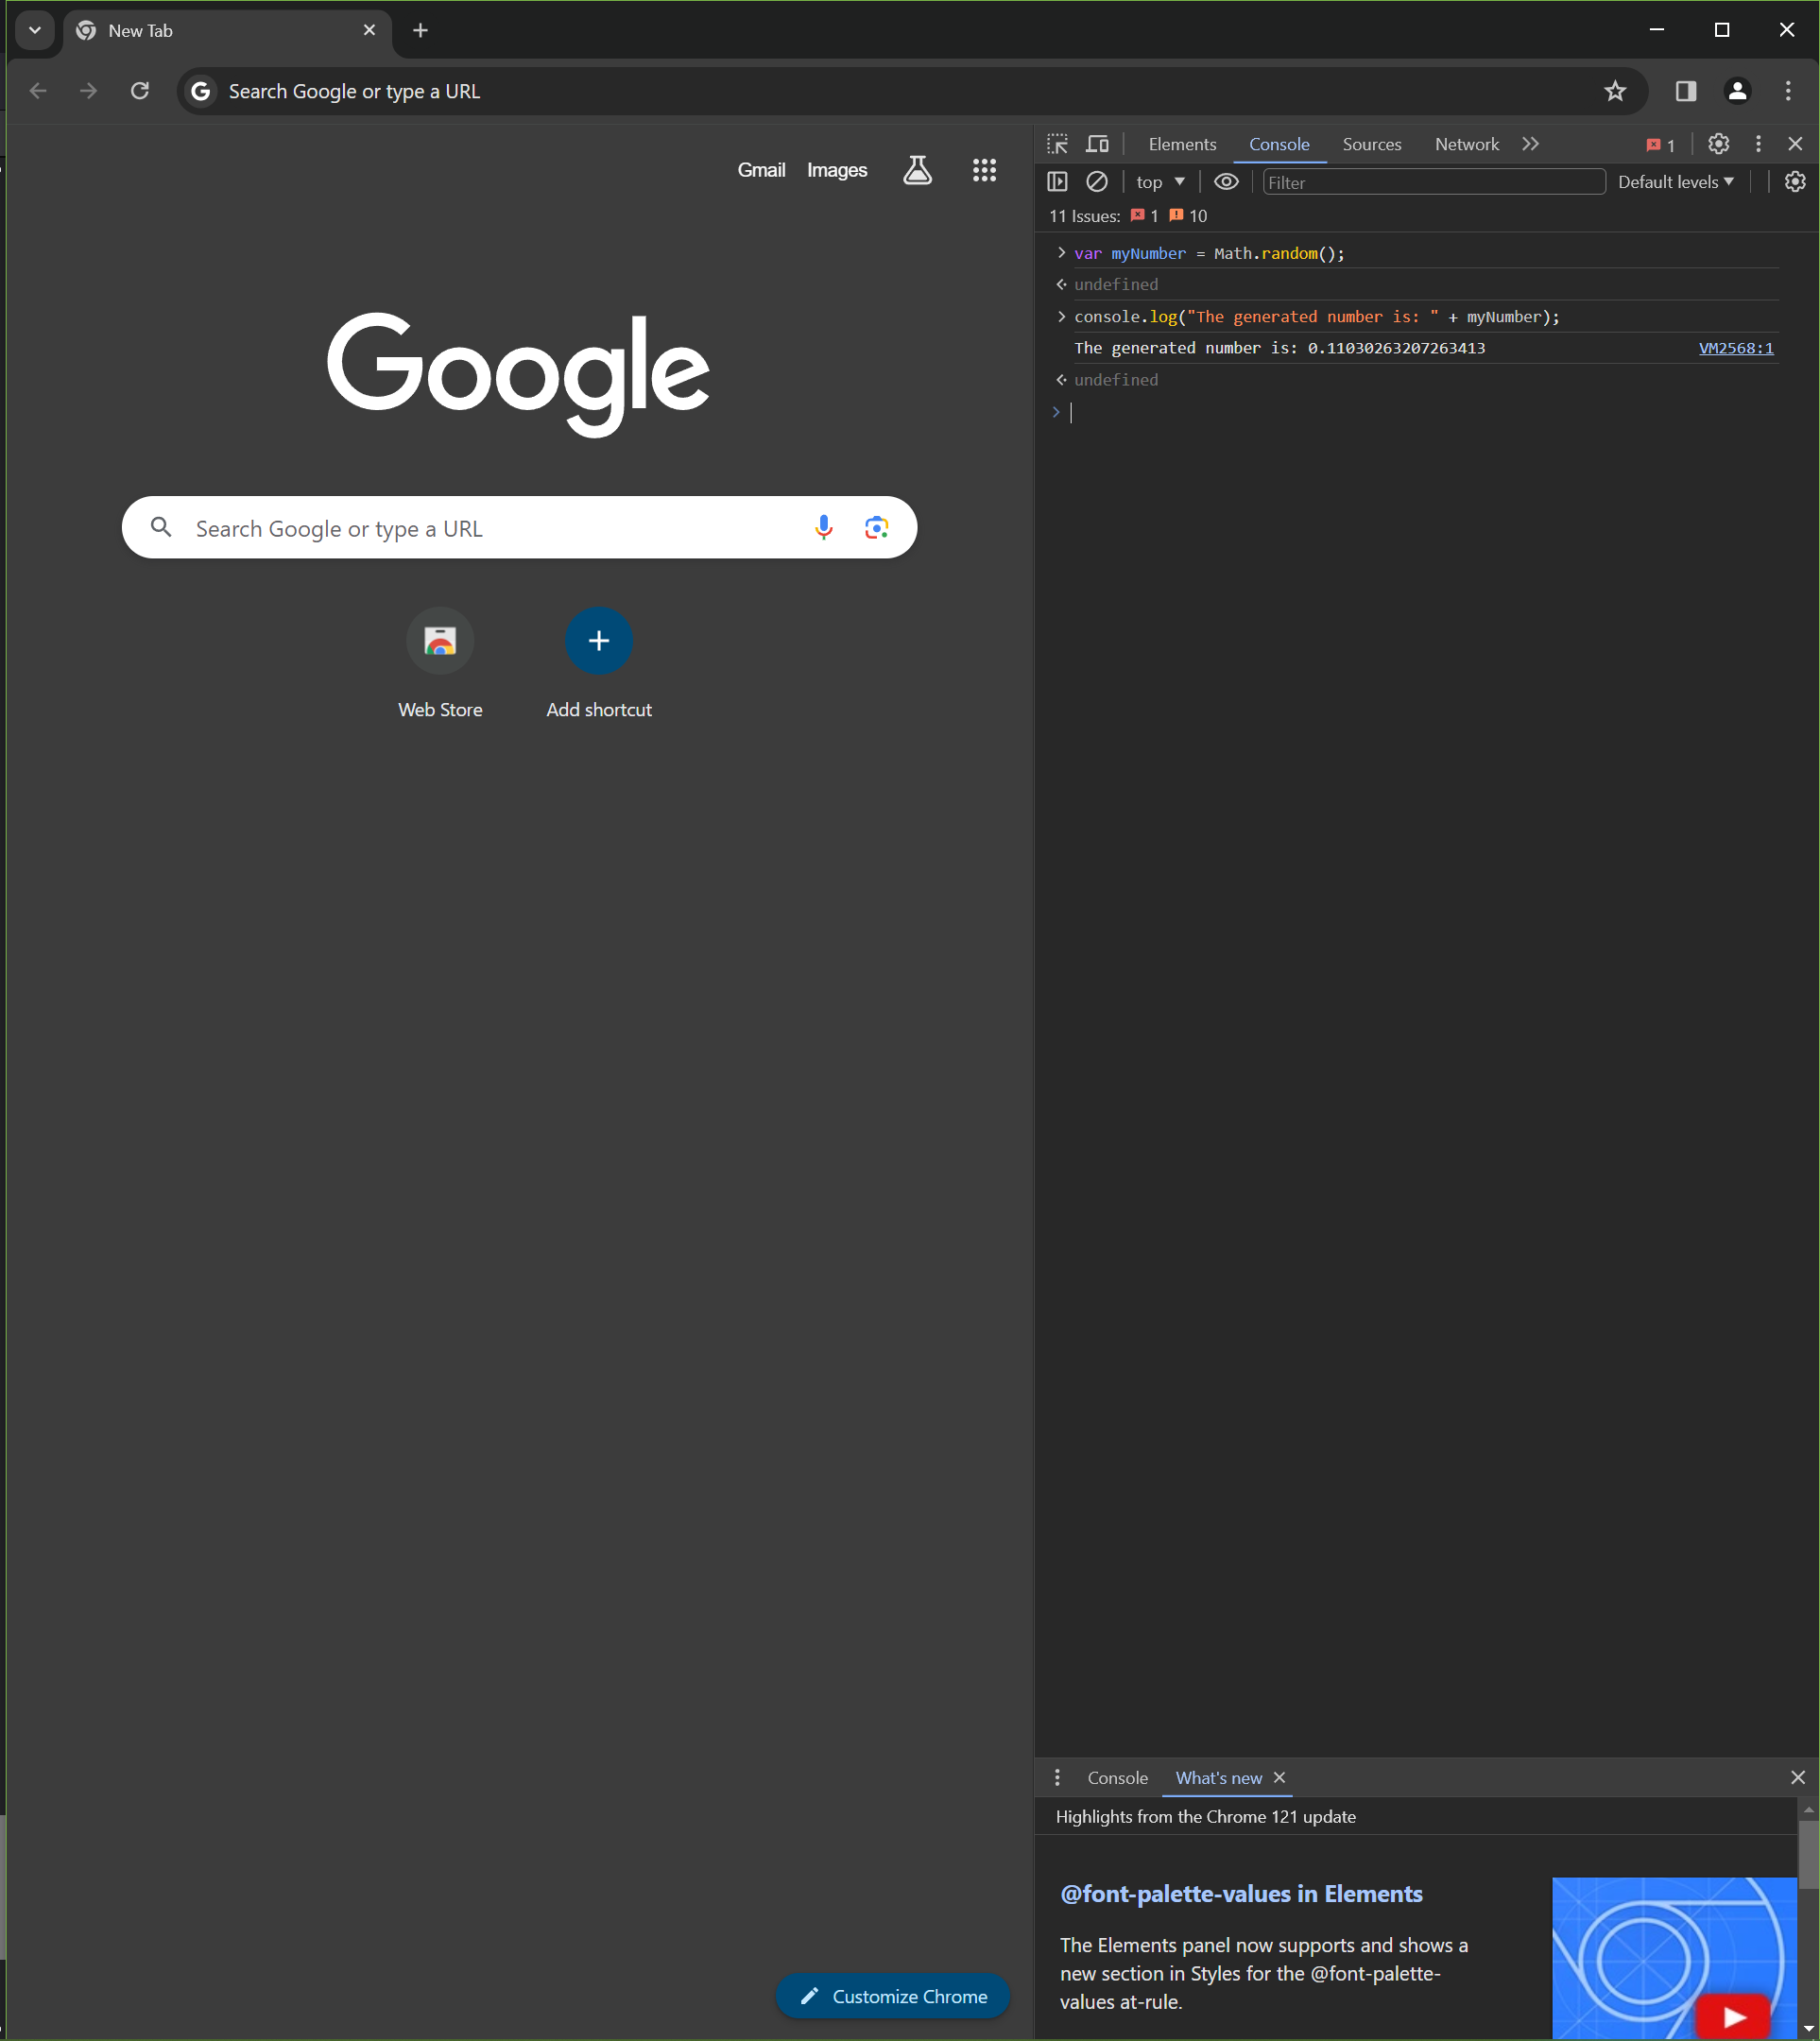 New Tab
Search Google or type a URL
Gmail Images
Google
Search Google or type a URL
Web Store Add shortcut
Customize Chrome
Elements Console Sources Network 1
top Filter Default levels
11 Issues: 1 10
var myNumber = Math.random();
undefined
console.log("The generated number is: " + myNumber);
The generated number is: 0.11030263207263413 VM2568:1
undefined
Console What's new
Highlights from the Chrome 121 update
@font-palette-values in Elements
The Elements panel now supports and shows a
new section in Styles for the @font-palette-
values at-rule.